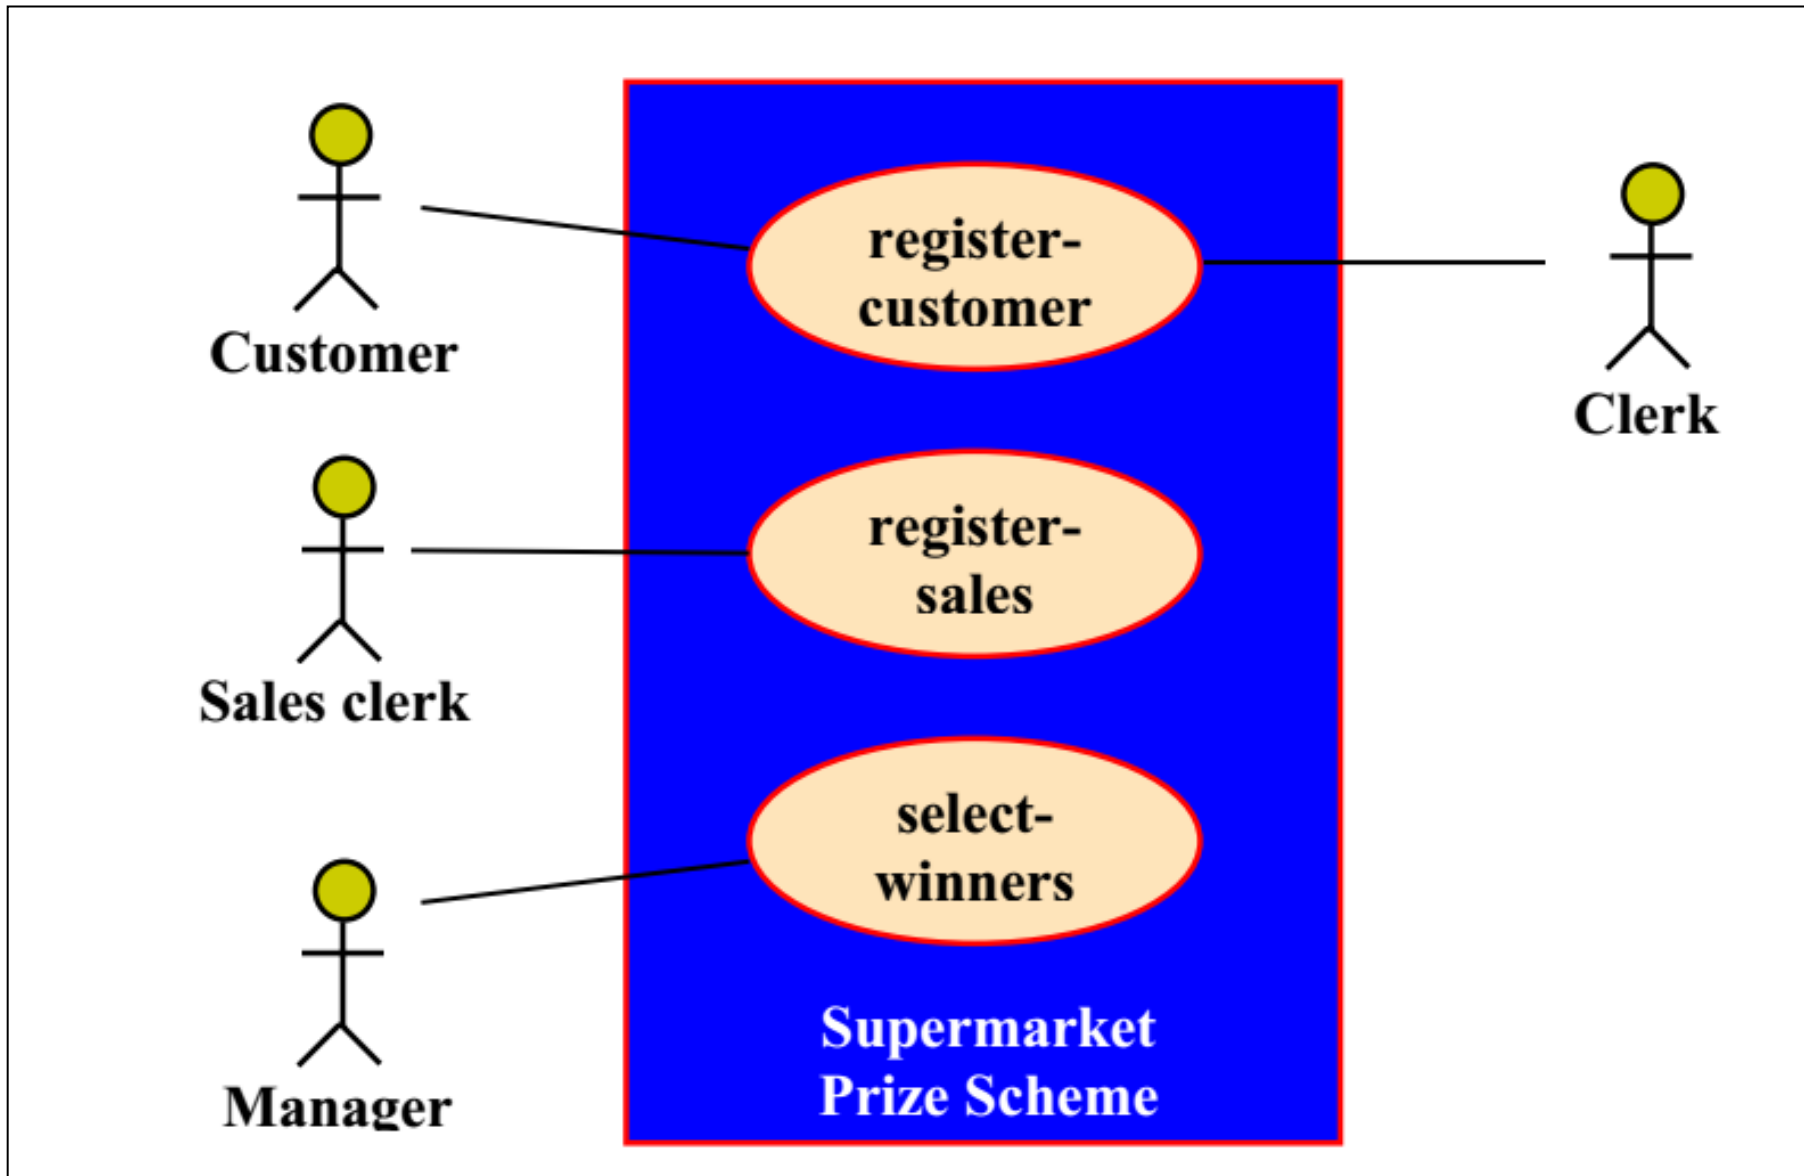 register-
customer
Customer
Clerk
register-
sales
Sales clerk
select-
winners
Supermarket
Prize Scheme
Manager